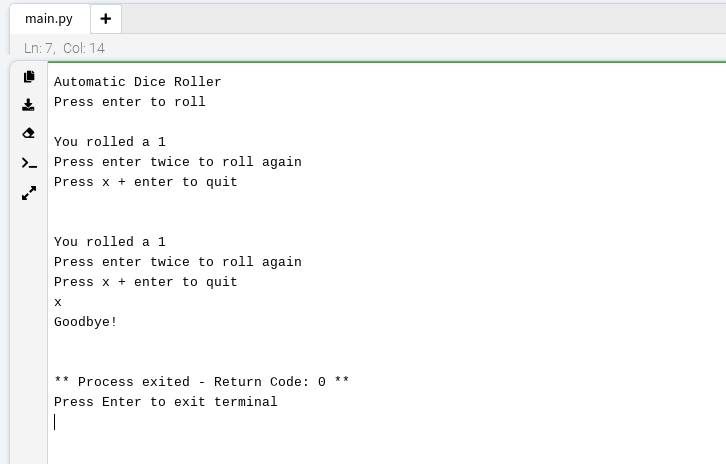 main.py +
Ln: 7, Col: 14
Automatic Dice Roller
Press enter to roll
You rolled a 1
Press enter twice to roll again
Press x + enter to quit
You rolled a 1
Press enter twice to roll again
Press x + enter to quit
x
Goodbye!
** Process exited - Return Code: 0 **
Press Enter to exit terminal